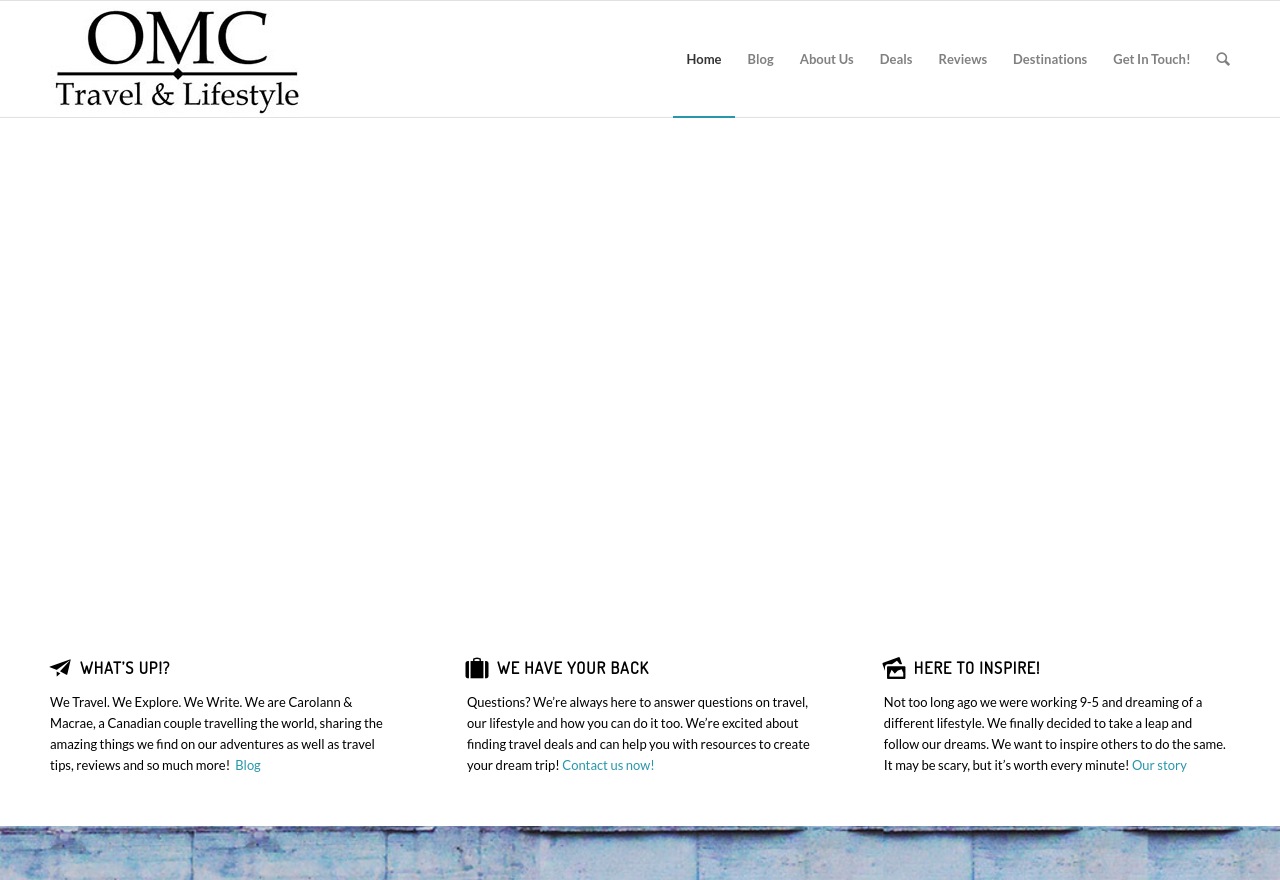 OMC
Travel & Lifestyle
Home
Blog
About Us
Deals
Reviews
Destinations
Get In Touch!
WHAT'S UP!?
We Travel. We Explore. We Write. We are Carolann &
Macrae, a Canadian couple travelling the world, sharing the
amazing things we find on our adventures as well as travel
tips, reviews and so much more!  Blog
WE HAVE YOUR BACK
Questions? We’re always here to answer questions on travel,
our lifestyle and how you can do it too. We’re excited about
finding travel deals and can help you with resources to create
your dream trip! Contact us now!
HERE TO INSPIRE!
Not too long ago we were working 9-5 and dreaming of a
different lifestyle. We finally decided to take a leap and
follow our dreams. We want to inspire others to do the same.
It may be scary, but it’s worth every minute! Our story